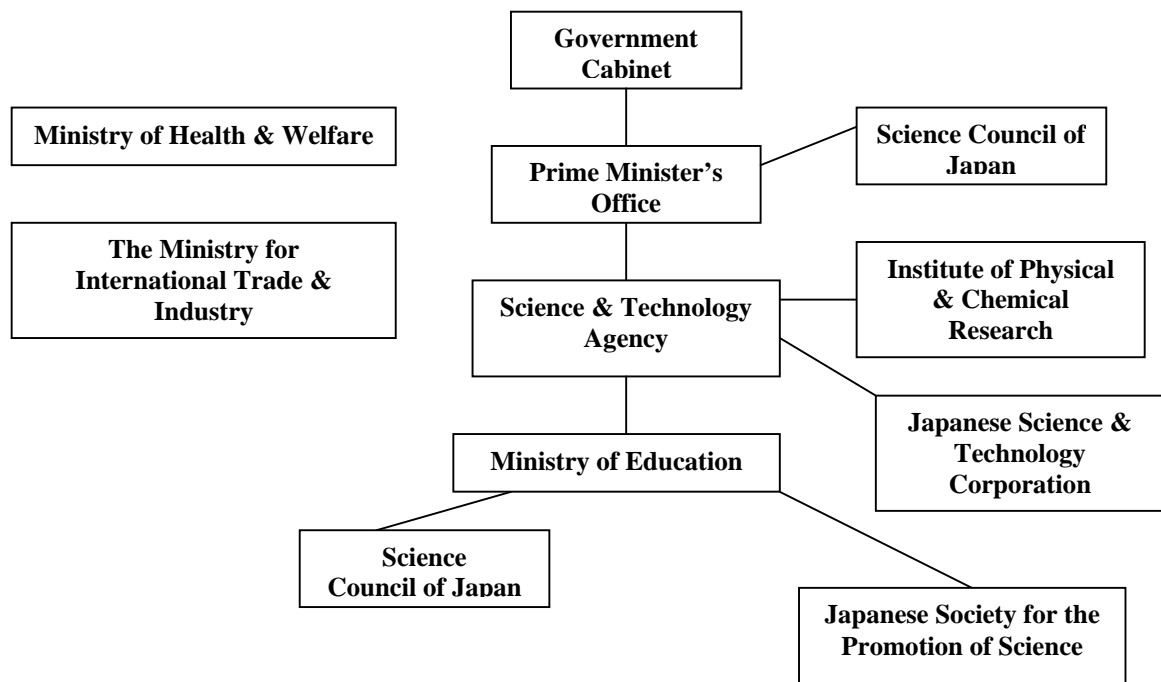 Government
Cabinet
Ministry of Health & Welfare
Science Council of
Japan
Prime Minister’s
Office
The Ministry for
International Trade &
Industry
Institute of Physical
& Chemical
Research
Science & Technology
Agency
Japanese Science &
Technology
Corporation
Ministry of Education
Science
Council of Japan
Japanese Society for the
Promotion of Science